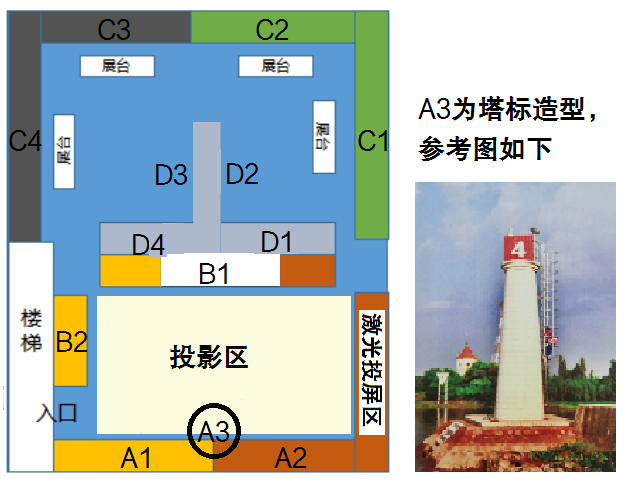 C3
C2
展台
展台
A3为塔标造型，
参考图如下
C4
展台
展台
C1
D3
D2
D4
D1
B1
4
楼
梯
B2
投影区
激光投屏区
入口
A3
A1
A2